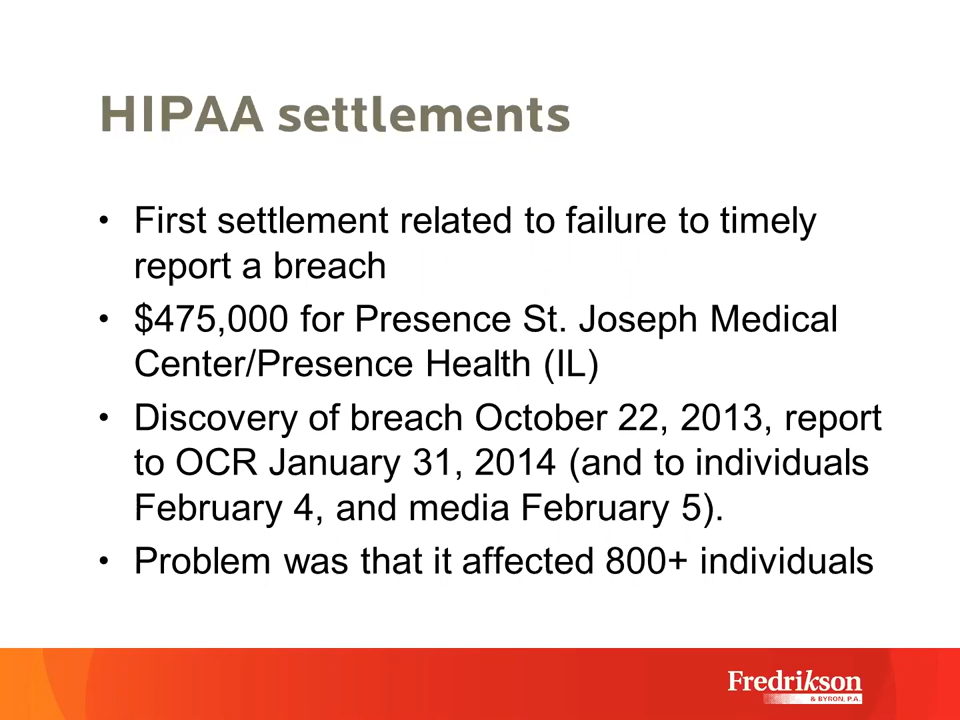 HIPAA settlements
• First settlement related to failure to timely
report a breach
• $475,000 for Presence St. Joseph Medical
Center/Presence Health (IL)
• Discovery of breach October 22, 2013, report
to OCR January 31, 2014 (and to individuals
February 4, and media February 5).
• Problem was that it affected 800+ individuals
Fredrikson
& BYRON, P.A.